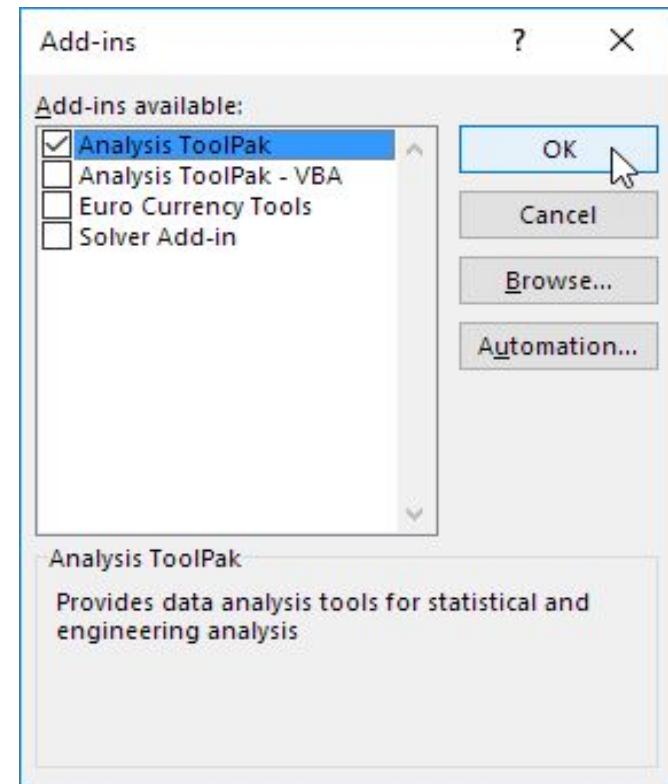 Add-ins ? ×
Add-ins available:
Analysis ToolPak
Analysis ToolPak - VBA
Euro Currency Tools
Solver Add-in
OK
Cancel
Browse...
Automation...
Analysis ToolPak
Provides data analysis tools for statistical and
engineering analysis